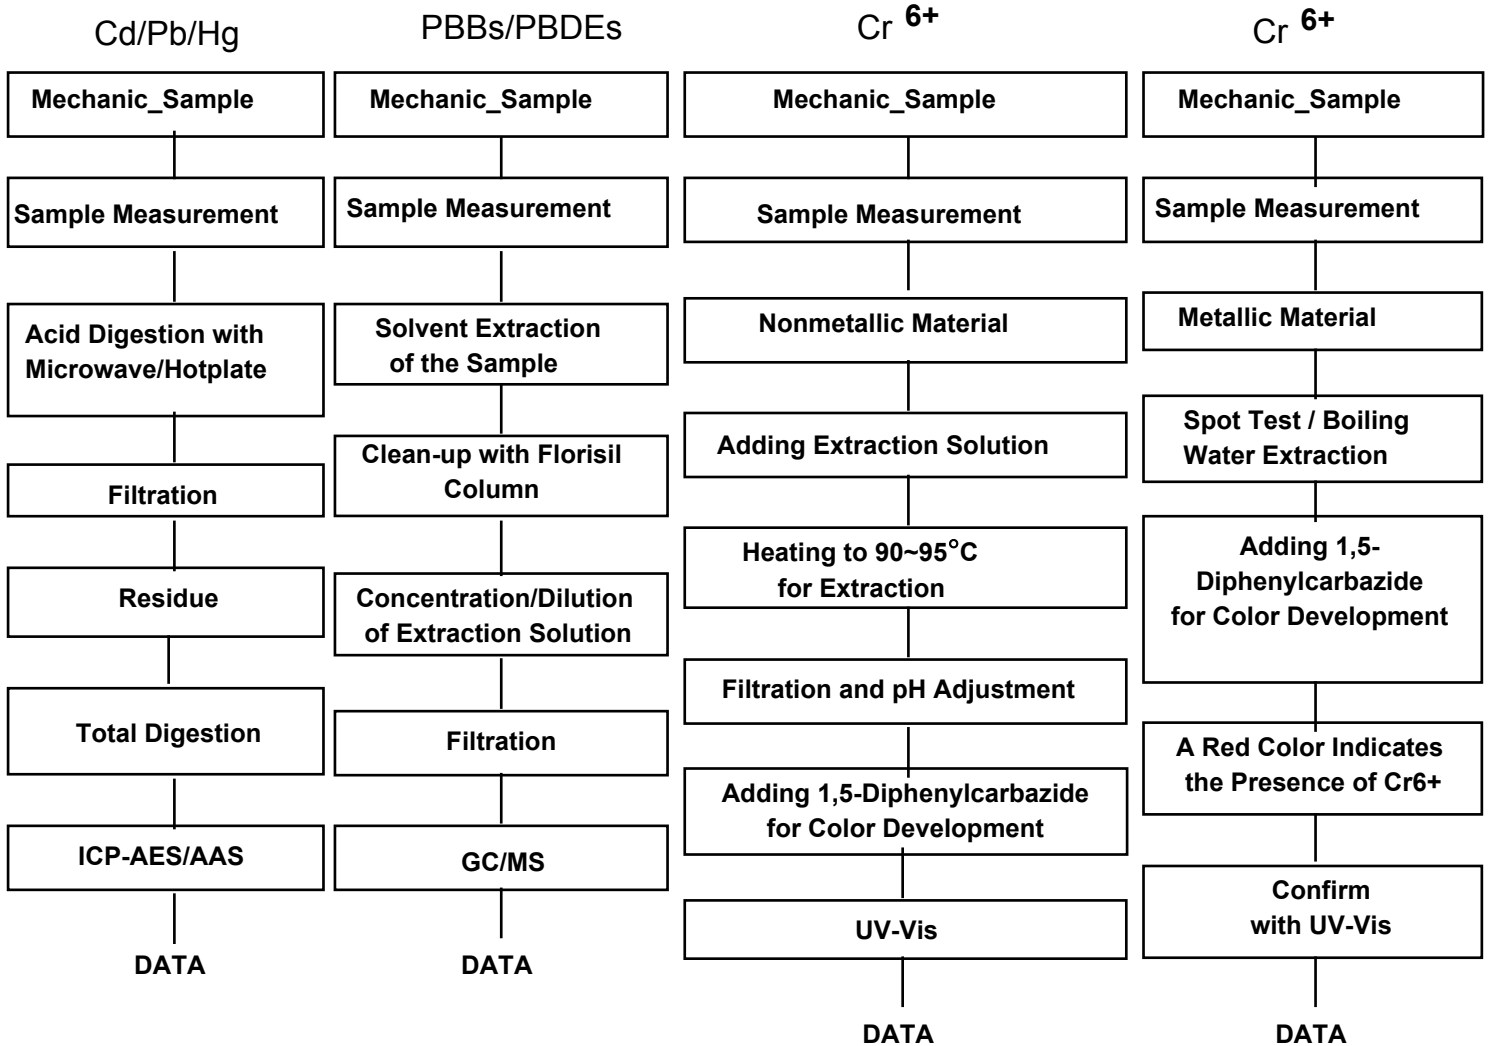 Cd/Pb/Hg
Mechanic_Sample
Sample Measurement
Acid Digestion with
Microwave/Hotplate
Filtration
Residue
Total Digestion
ICP-AES/AAS
DATA
PBBs/PBDEs
Mechanic_Sample
Sample Measurement
Solvent Extraction
of the Sample
Clean-up with Florisil
Column
Concentration/Dilution
of Extraction Solution
Filtration
GC/MS
DATA
Cr 6+
Mechanic_Sample
Sample Measurement
Nonmetallic Material
Adding Extraction Solution
Heating to 90~95°C
for Extraction
Filtration and pH Adjustment
Adding 1,5-Diphenylcarbazide
for Color Development
UV-Vis
DATA
Cr 6+
Mechanic_Sample
Sample Measurement
Metallic Material
Spot Test / Boiling
Water Extraction
Adding 1,5-
Diphenylcarbazide
for Color Development
A Red Color Indicates
the Presence of Cr6+
Confirm
with UV-Vis
DATA